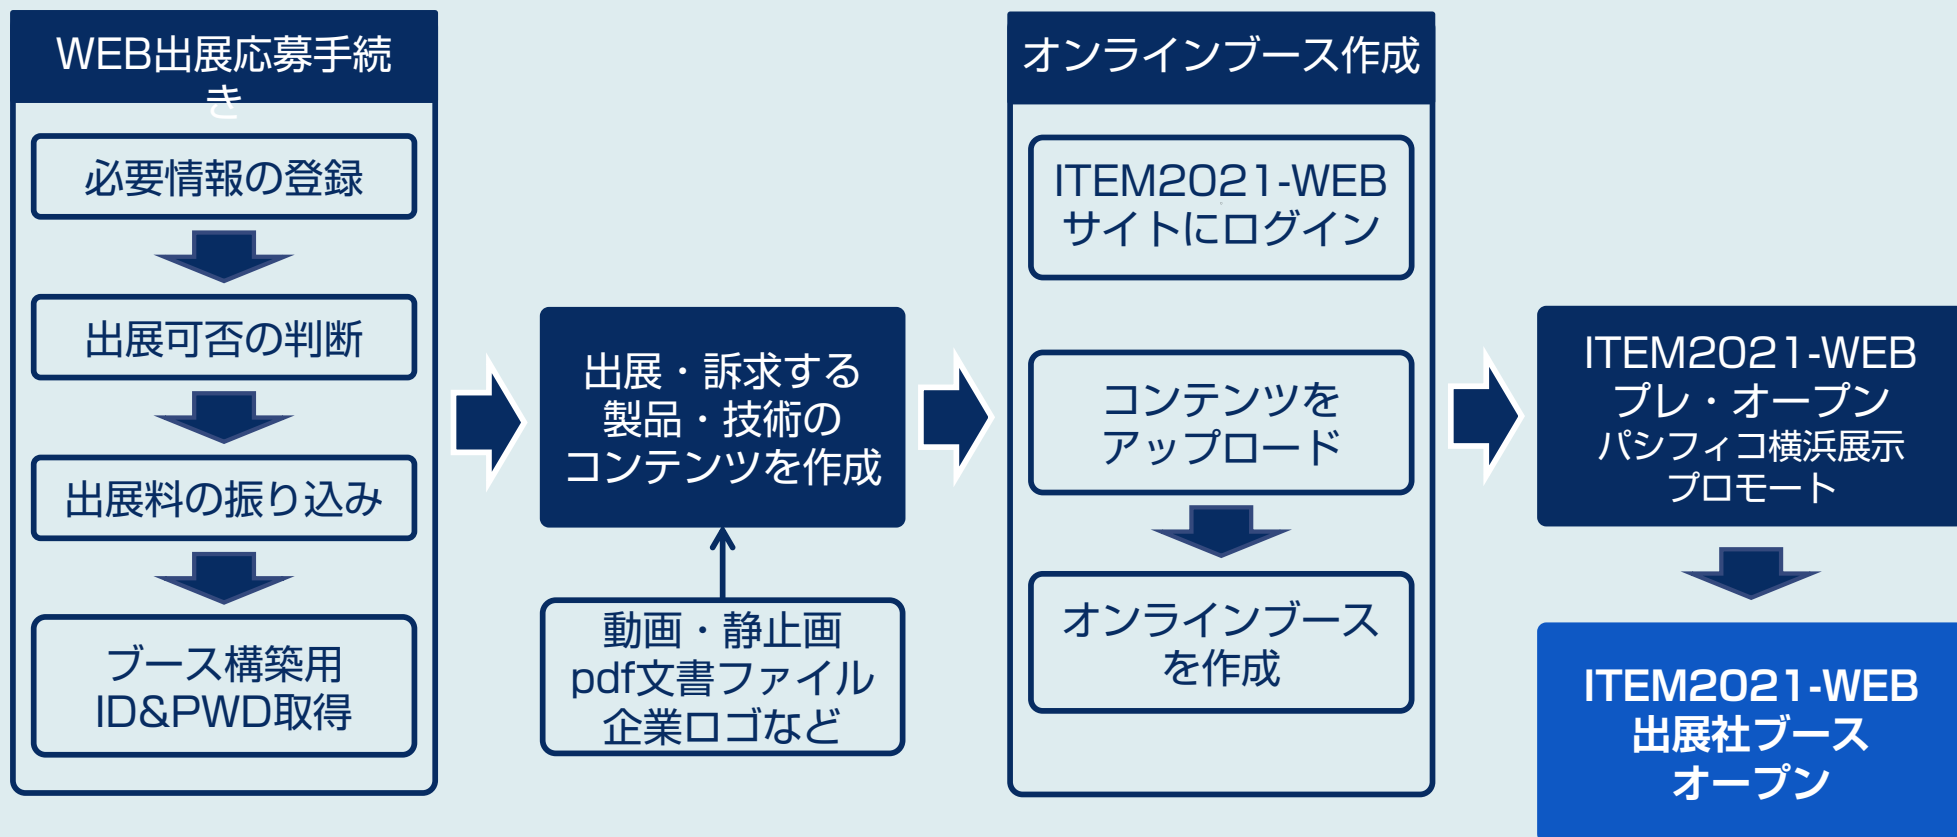 WEB出展応募手続
き
必要情報の登録
出展可否の判断
出展料の振り込み
ブース構築用
ID&PWD取得
出展・訴求する
製品・技術の
コンテンツを作成
動画・静止画
pdf文書ファイル
企業ロゴなど
オンラインブース作成
ITEM2021-WEB
サイトにログイン
コンテンツを
アップロード
オンラインブース
を作成
ITEM2021-WEB
プレ・オープン
パシフィコ横浜展示
プロモート
ITEM2021-WEB
出展社ブース
オープン